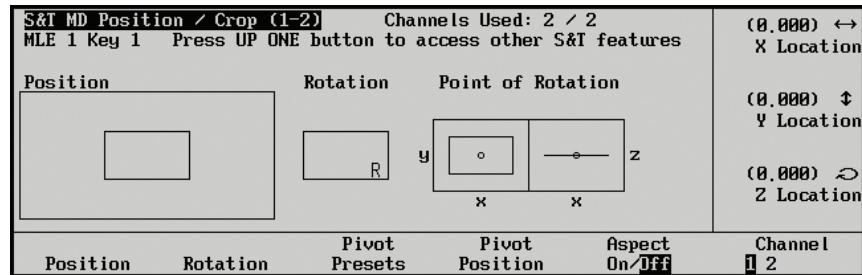 S&T MD Position / Crop (1-2) Channels Used: 2 / 2
MLE 1 Key 1 Press UP ONE button to access other S&T features
(0.000) ↔
X Location
Position Rotation Point of Rotation
(0.000) ↕
Y Location
R
y
z
x x
(0.000)
Z Location
Position
Rotation
Pivot Presets
Pivot Position
Aspect On/Off
Channel 1 2